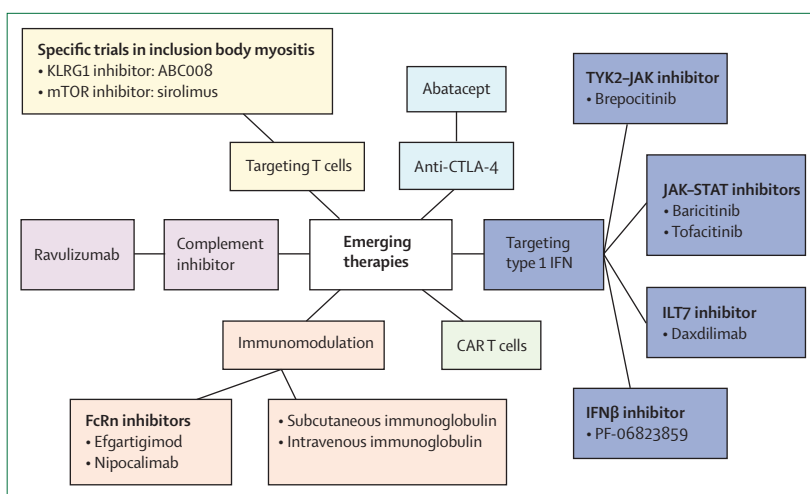 Specific trials in inclusion body myositis
• KLRG1 inhibitor: ABC008
• mTOR inhibitor: sirolimus
Targeting T cells
Abatacept
Anti-CTLA-4
TYK2–JAK inhibitor
• Brepocitinib
JAK–STAT inhibitors
• Baricitinib
• Tofacitinib
Ravulizumab
Complement
inhibitor
Emerging
therapies
Targeting
type 1 IFN
ILT7 inhibitor
• Daxdilimab
Immunomodulation
CAR T cells
IFNβ inhibitor
• PF-06823859
FcRn inhibitors
• Efgartigimod
• Nipocalimab
• Subcutaneous immunoglobulin
• Intravenous immunoglobulin